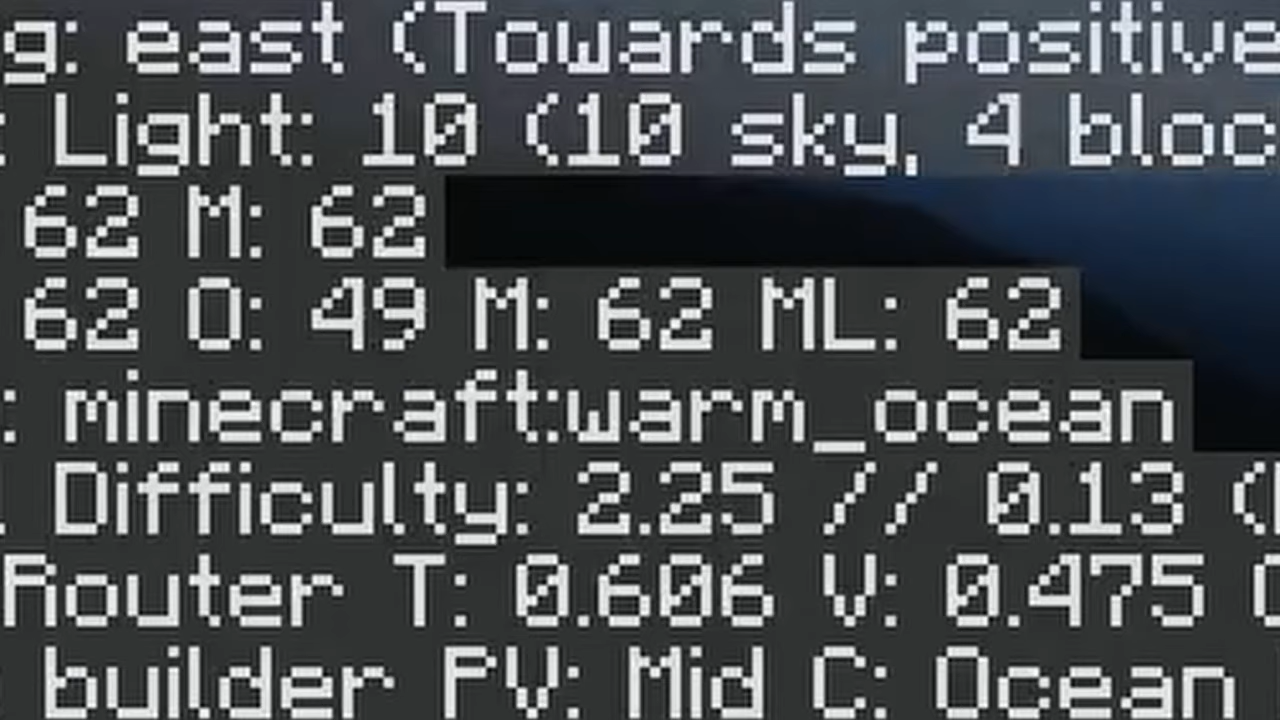 g: east (Towards positive
: Light: 10 (10 sky, 4 bloc
62 M: 62
62 O: 49 M: 62 ML: 62
: minecraft:warm_ocean
. Difficulty: 2.25 // 0.13 (
Router T: 0.606 V: 0.475
: builder PV: Mid C: Ocean